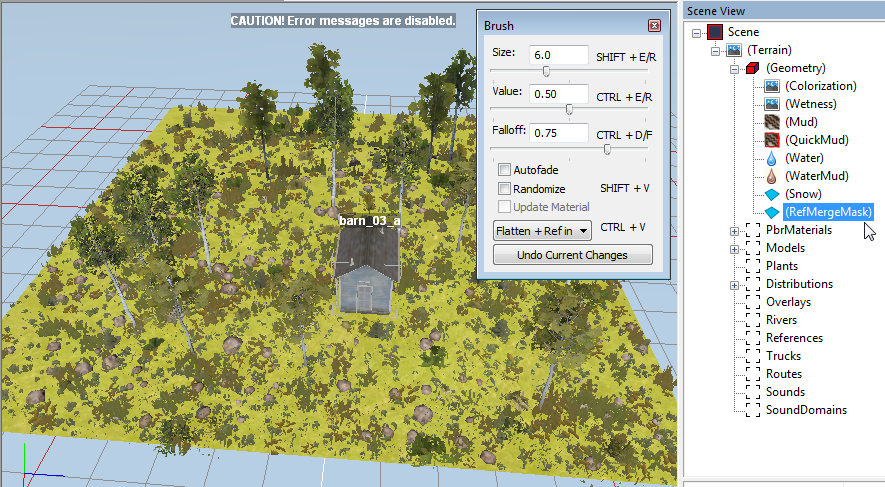 CAUTION! Error messages are disabled.
barn_03_a
Brush
Size: 6.0 SHIFT + E/R
Value: 0.50 CTRL + E/R
Falloff: 0.75 CTRL + D/F
Autofade
Randomize SHIFT + V
Update Material
Flatten + Ref in CTRL + V
Undo Current Changes
Scene View
Scene
(Terrain)
(Geometry)
(Colorization)
(Wetness)
(Mud)
(QuickMud)
(Water)
(WaterMud)
(Snow)
(RefMergeMask)
PbrMaterials
Models
Plants
Distributions
Overlays
Rivers
References
Trucks
Routes
Sounds
SoundDomains